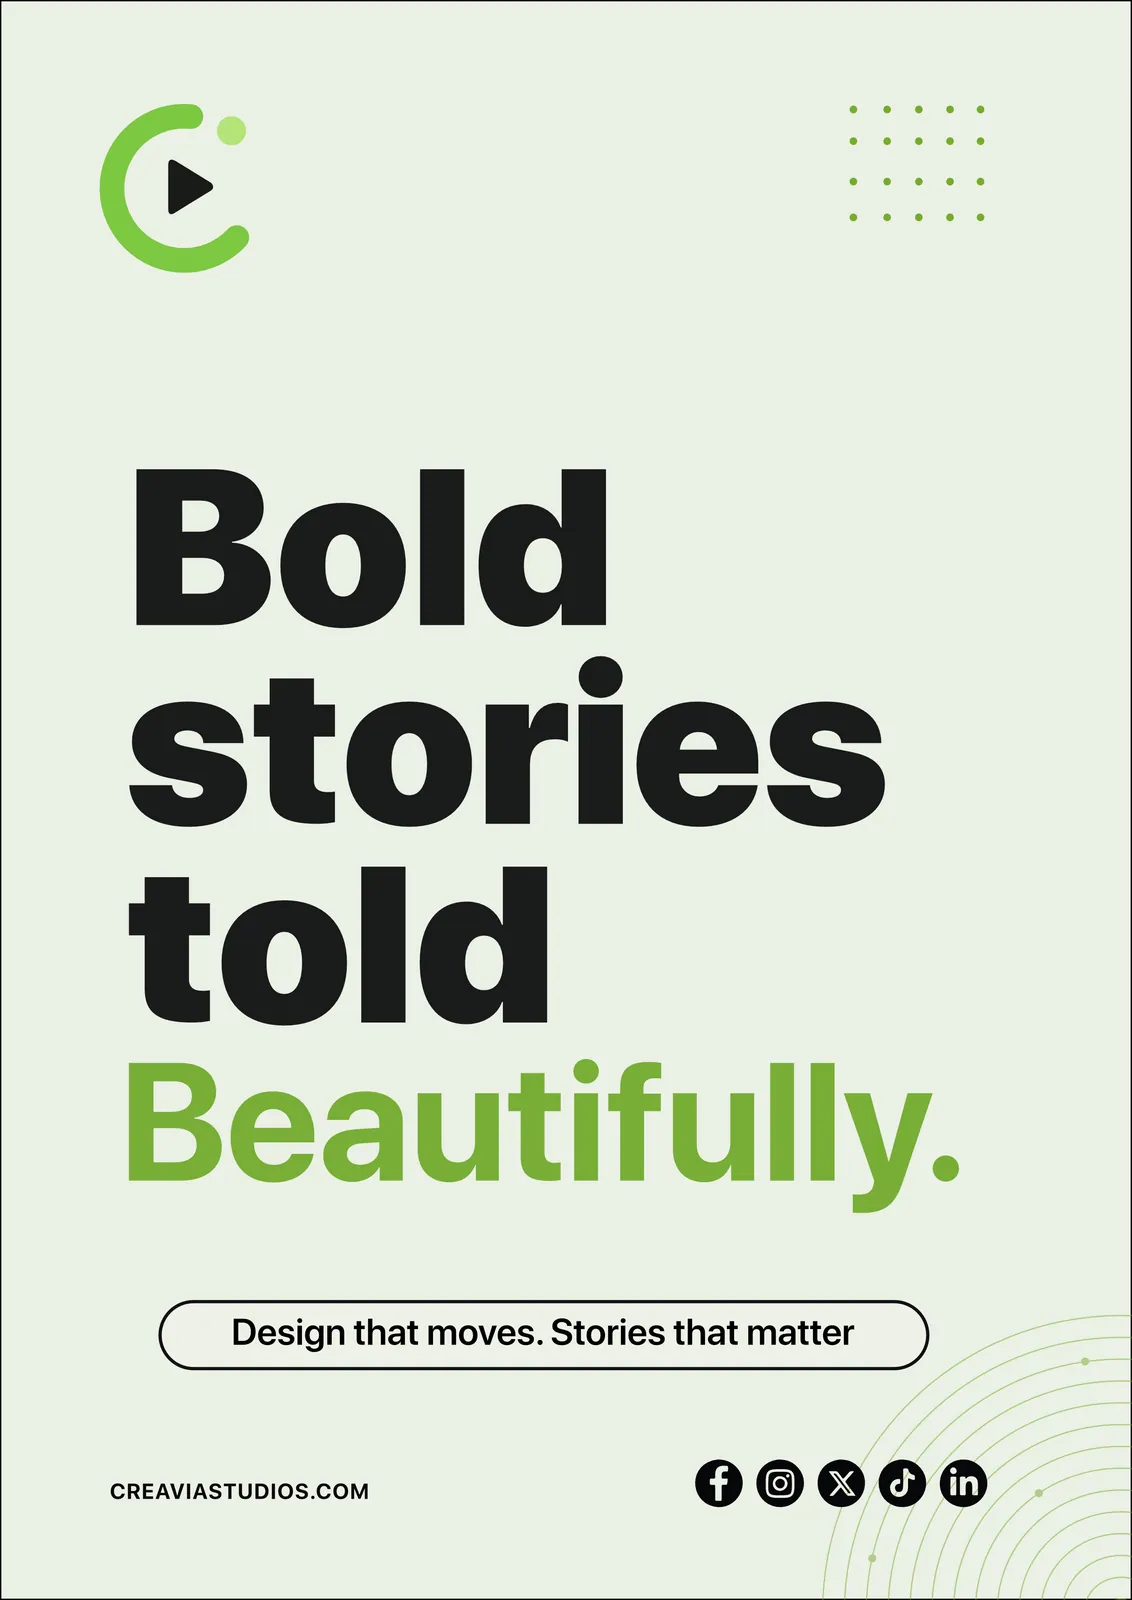 Bold
stories
told
Beautifully.
Design that moves. Stories that matter
CREAVIASTUDIOS.COM